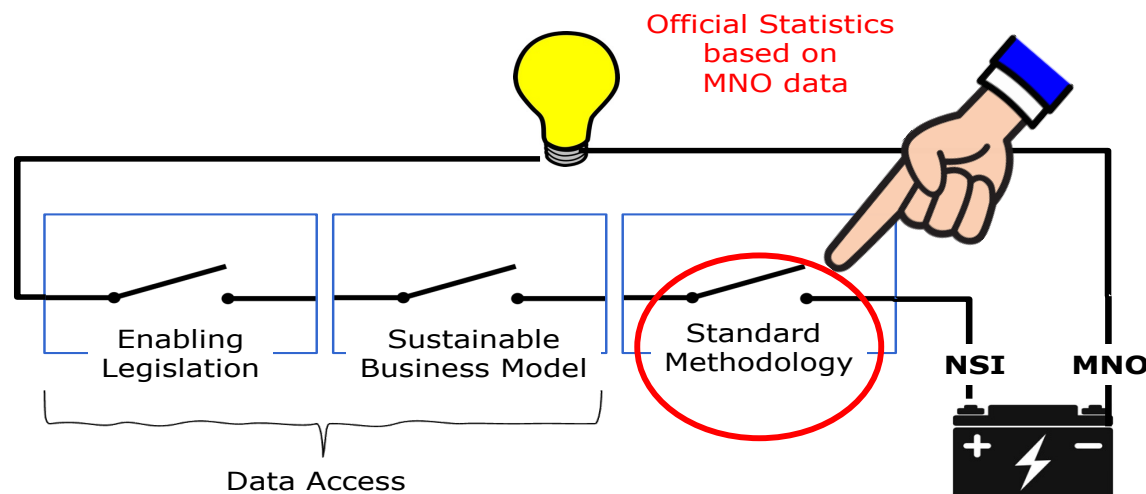 Official Statistics
based on
MNO data
Enabling
Legislation
Sustainable
Business Model
Standard
Methodology
NSI
MNO
Data Access
+
−